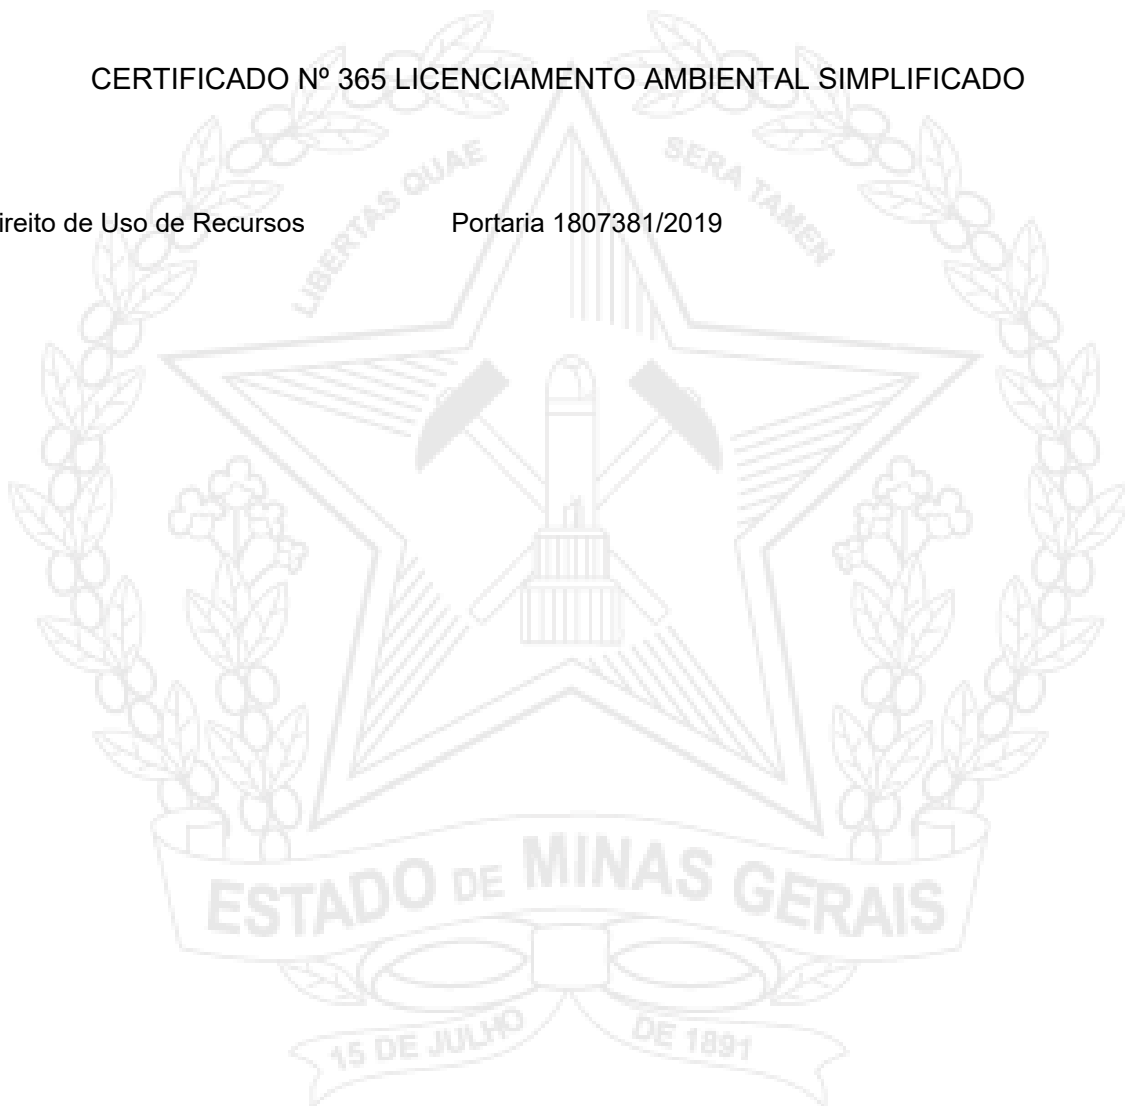 CERTIFICADO Nº 365 LICENCIAMENTO AMBIENTAL SIMPLIFICADO
LIBERTAS QUAE SERA TAMEN
ireito de Uso de Recursos Portaria 1807381/2019
ESTADO DE MINAS GERAIS
15 DE JULHO DE 1891